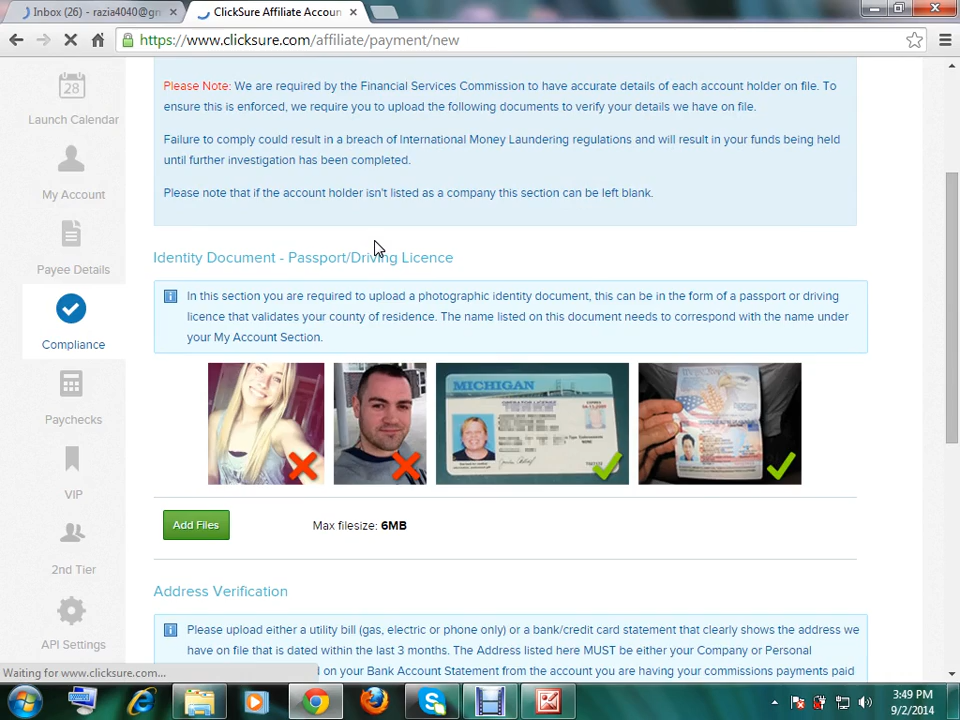 Inbox (26) - razia4040@gm
ClickSure Affiliate Accoun
https://www.clicksure.com/affiliate/payment/new
28
Launch Calendar
My Account
Payee Details
Compliance
Paychecks
VIP
2nd Tier
API Settings
Please Note: We are required by the Financial Services Commission to have accurate details of each account holder on file. To
ensure this is enforced, we require you to upload the following documents to verify your details we have on file.
Failure to comply could result in a breach of International Money Laundering regulations and will result in your funds being held
until further investigation has been completed.
Please note that if the account holder isn't listed as a company this section can be left blank.
Identity Document - Passport/Driving Licence
In this section you are required to upload a photographic identity document, this can be in the form of a passport or driving
licence that validates your county of residence. The name listed on this document needs to correspond with the name under
your My Account Section.
MICHIGAN
Add Files
Max filesize: 6MB
Address Verification
Please upload either a utility bill (gas, electric or phone only) or a bank/credit card statement that clearly shows the address we
have on file that is dated within the last 3 months. The Address listed here MUST be either your Company or Personal
on your Bank Account Statement from the account you are having your commissions payments paid
Waiting for www.clicksure.com...
3:49 PM
9/2/2014